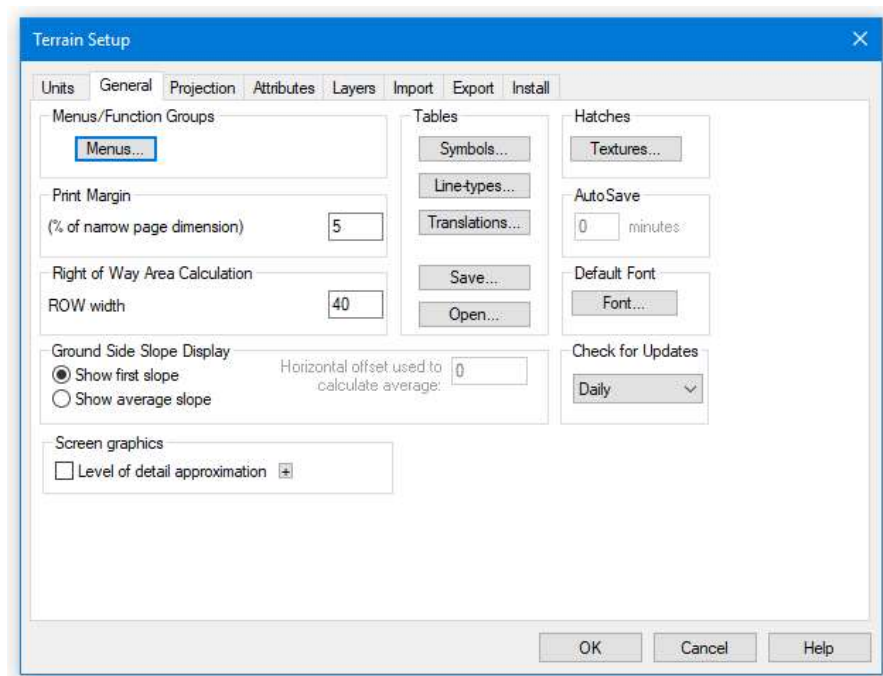 Terrain Setup
Units General Projection Attributes Layers Import Export Install
Menus/Function Groups
Menus...
Print Margin
(% of narrow page dimension) 5
Right of Way Area Calculation
ROW width 40
Tables
Symbols...
Line-types...
Translations...
Save...
Open...
Hatches
Textures...
AutoSave
0 minutes
Default Font
Font...
Ground Side Slope Display
Show first slope
Show average slope
Horizontal offset used to
calculate average: 0
Check for Updates
Daily
Screen graphics
Level of detail approximation +
OK Cancel Help